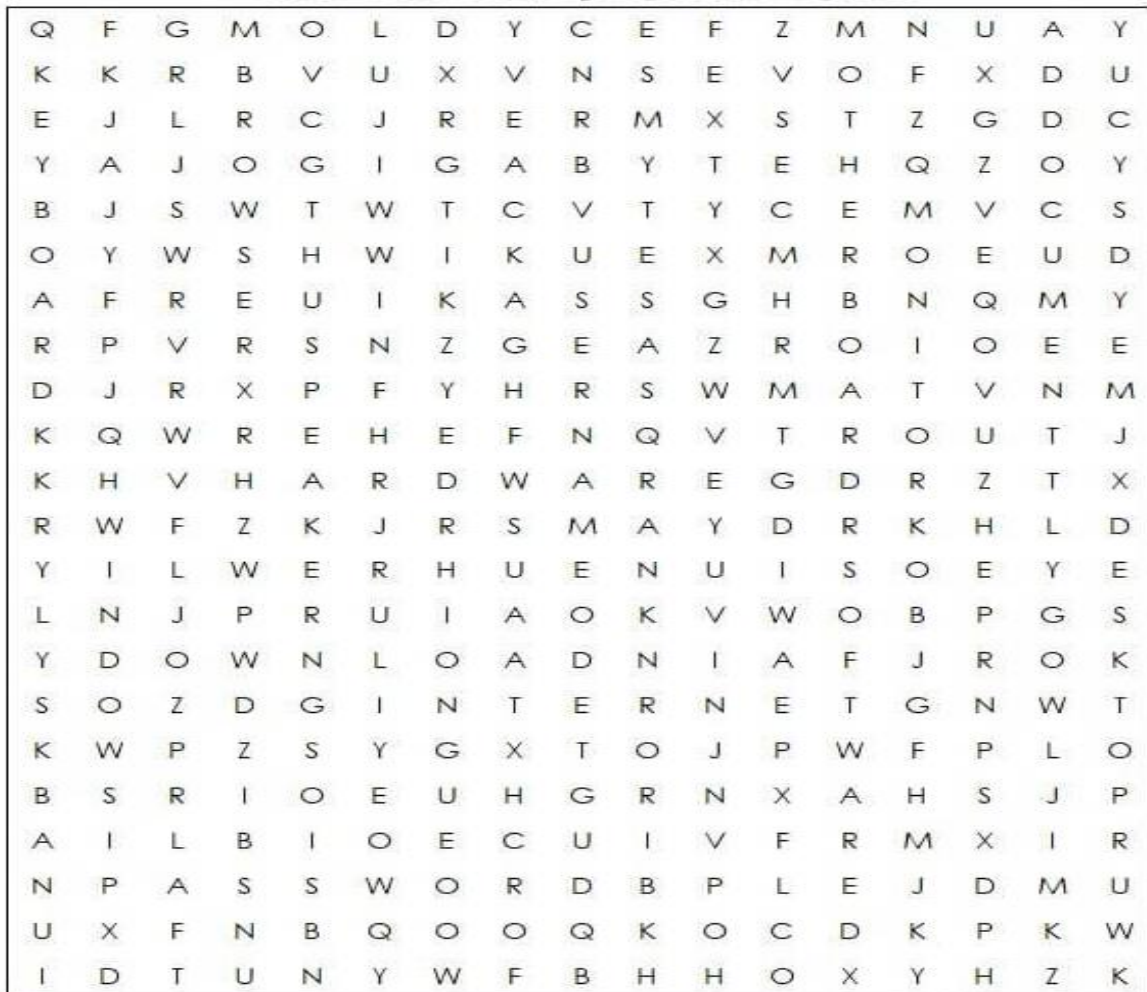 Q F G M O L D Y C E F Z M N U A Y
K K R B V U X V N S E V O F X D U
E J L R C J R E R M X S T Z G D C
Y A J O G I G A B Y T E H Q Z O Y
B J S W T W T C V T Y C E M V C S
O Y W S H W I K U E X M R O E U D
A F R E U I K A S S G H B N Q M Y
R P V R S N Z G E A Z R O I O E E
D J R X P F Y H R S W M A T V N M
K Q W R E H E F N Q V T R O U T J
K H V H A R D W A R E G D R Z T X
R W F Z K J R S M A Y D R K H L D
Y I L W E R H U E N U I S O E Y E
L N J P R U I A O K V W O B P G S
Y D O W N L O A D N I A F J R O K
S O Z D G I N T E R N E T G N W T
K W P Z S Y G X T O J P W F P L O
B S R I O E U H G R N X A H S J P
A I L B I O E C U I V F R M X I R
N P A S S W O R D B P L E J D M U
U X F N B Q O O Q K O C D K P K W
I D T U N Y W F B H H O X Y H Z K